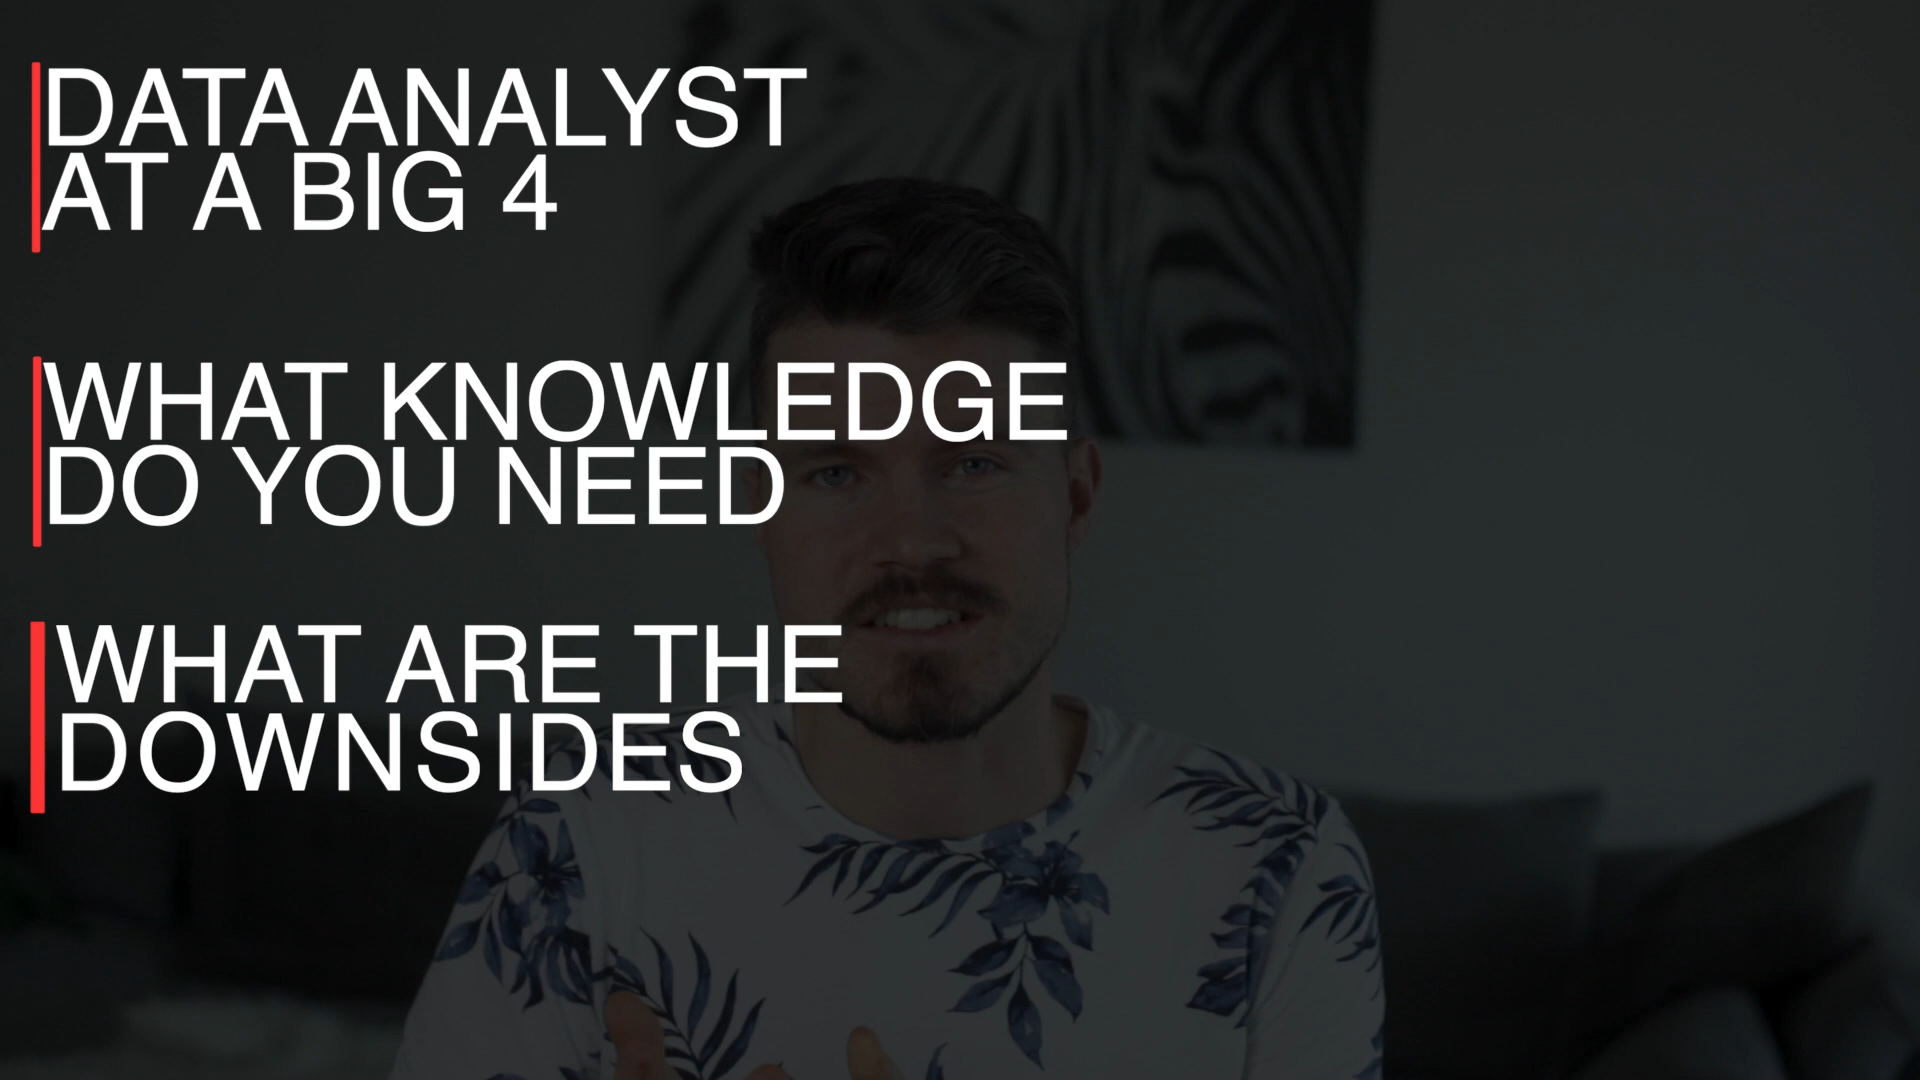 DATA ANALYST
AT A BIG 4
WHAT KNOWLEDGE
DO YOU NEED
WHAT ARE THE
DOWNSIDES